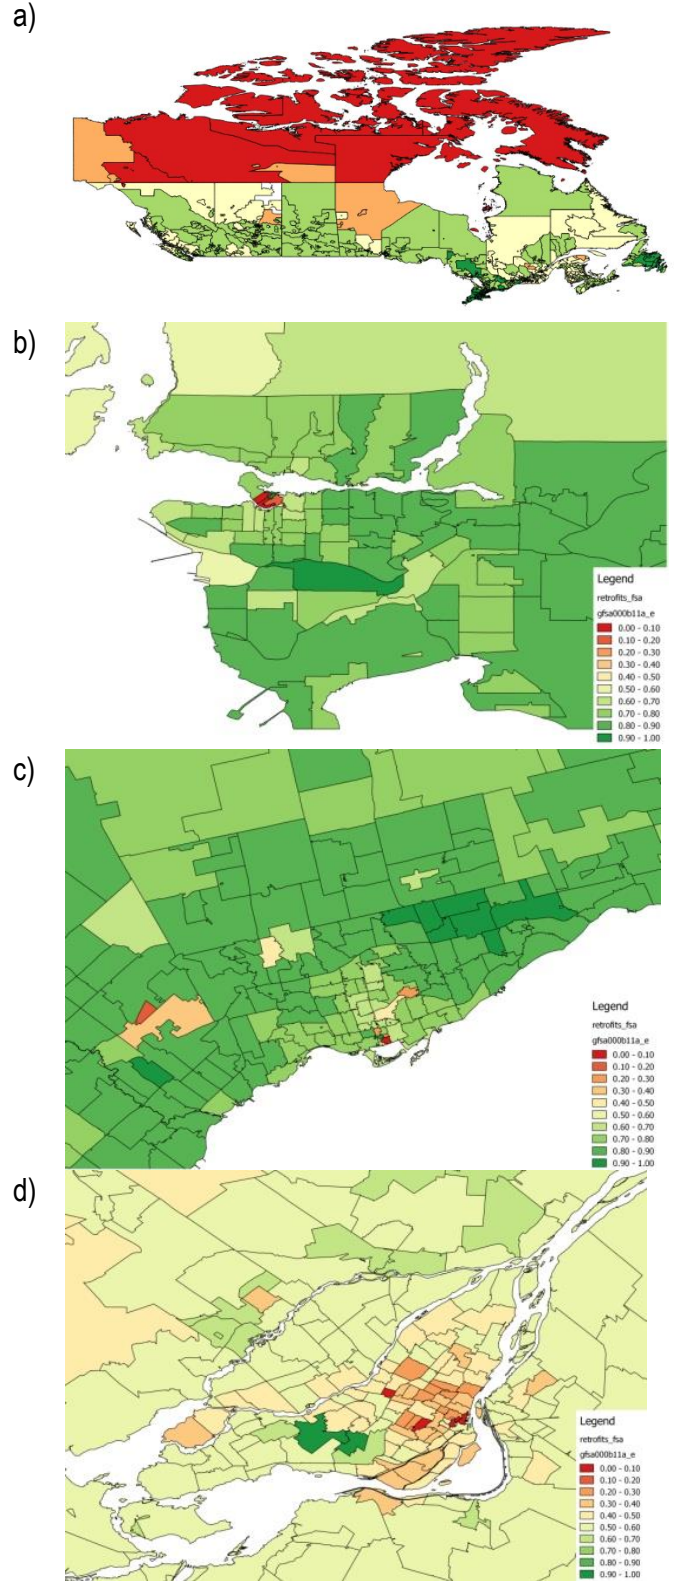 a)
b)
Legend
retrofits_fsa
gfsa000b11a_e
0.00 - 0.10
0.10 - 0.20
0.20 - 0.30
0.30 - 0.40
0.40 - 0.50
0.50 - 0.60
0.60 - 0.70
0.70 - 0.80
0.80 - 0.90
0.90 - 1.00
c)
Legend
retrofits_fsa
gfsa000b11a_e
0.00 - 0.10
0.10 - 0.20
0.20 - 0.30
0.30 - 0.40
0.40 - 0.50
0.50 - 0.60
0.60 - 0.70
0.70 - 0.80
0.80 - 0.90
0.90 - 1.00
d)
Legend
retrofits_fsa
gfsa000b11a_e
0.00 - 0.10
0.10 - 0.20
0.20 - 0.30
0.30 - 0.40
0.40 - 0.50
0.50 - 0.60
0.60 - 0.70
0.70 - 0.80
0.80 - 0.90
0.90 - 1.00